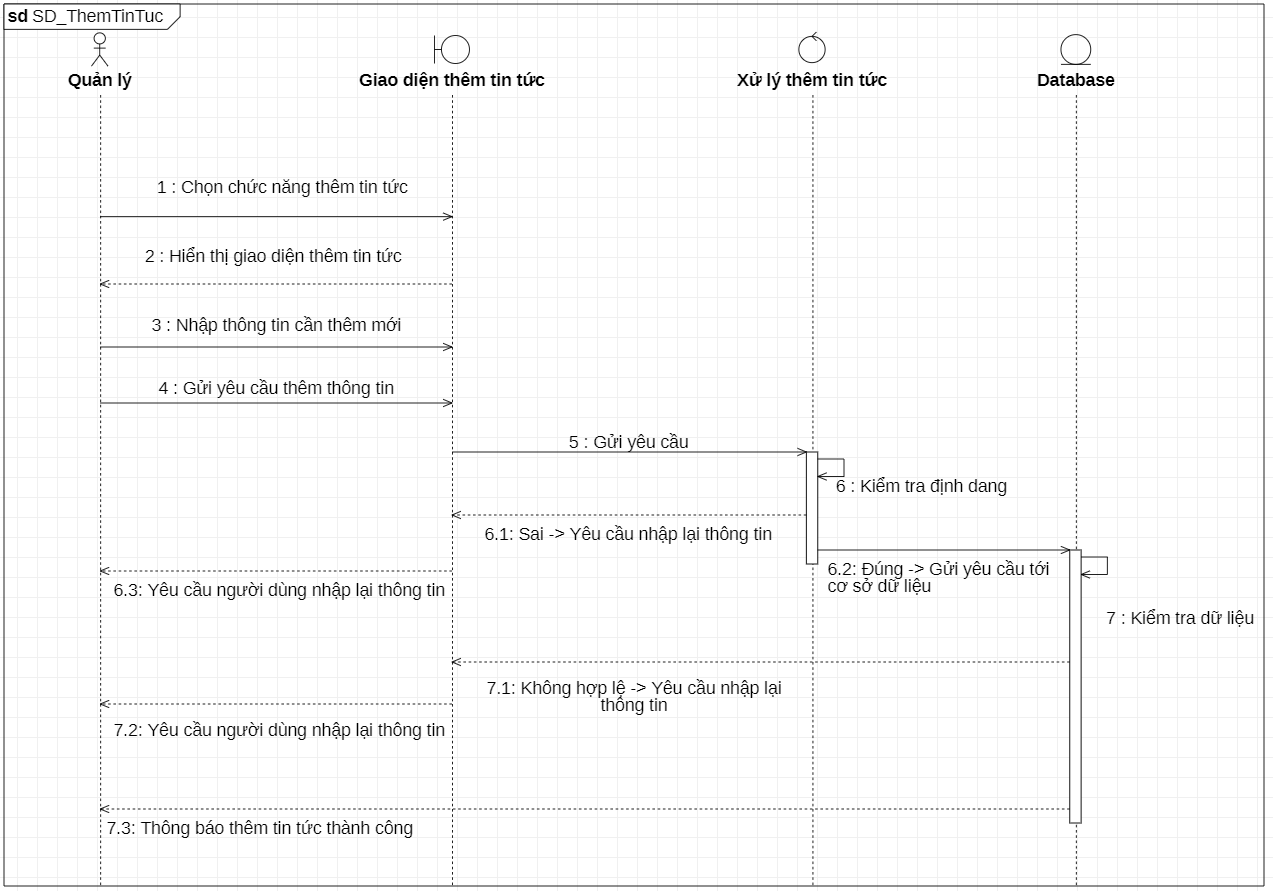 sd SD_ThemTinTuc
Quản lý
Giao diện thêm tin tức
Xử lý thêm tin tức
Database
1 : Chọn chức năng thêm tin tức
2 : Hiển thị giao diện thêm tin tức
3 : Nhập thông tin cần thêm mới
4 : Gửi yêu cầu thêm thông tin
5 : Gửi yêu cầu
6 : Kiểm tra định dang
6.1: Sai -> Yêu cầu nhập lại thông tin
6.2: Đúng -> Gửi yêu cầu tới
cơ sở dữ liệu
6.3: Yêu cầu người dùng nhập lại thông tin
7 : Kiểm tra dữ liệu
7.1: Không hợp lệ -> Yêu cầu nhập lại
thông tin
7.2: Yêu cầu người dùng nhập lại thông tin
7.3: Thông báo thêm tin tức thành công